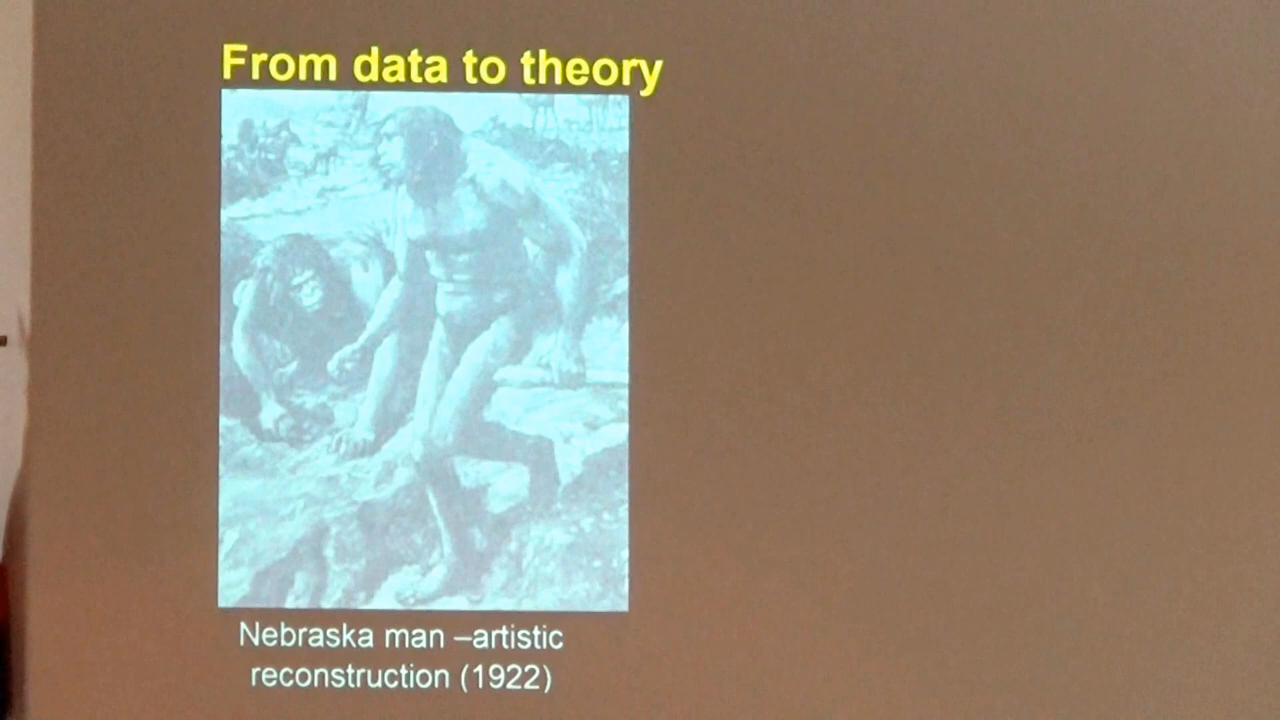 From data to theory
Nebraska man –artistic
reconstruction (1922)